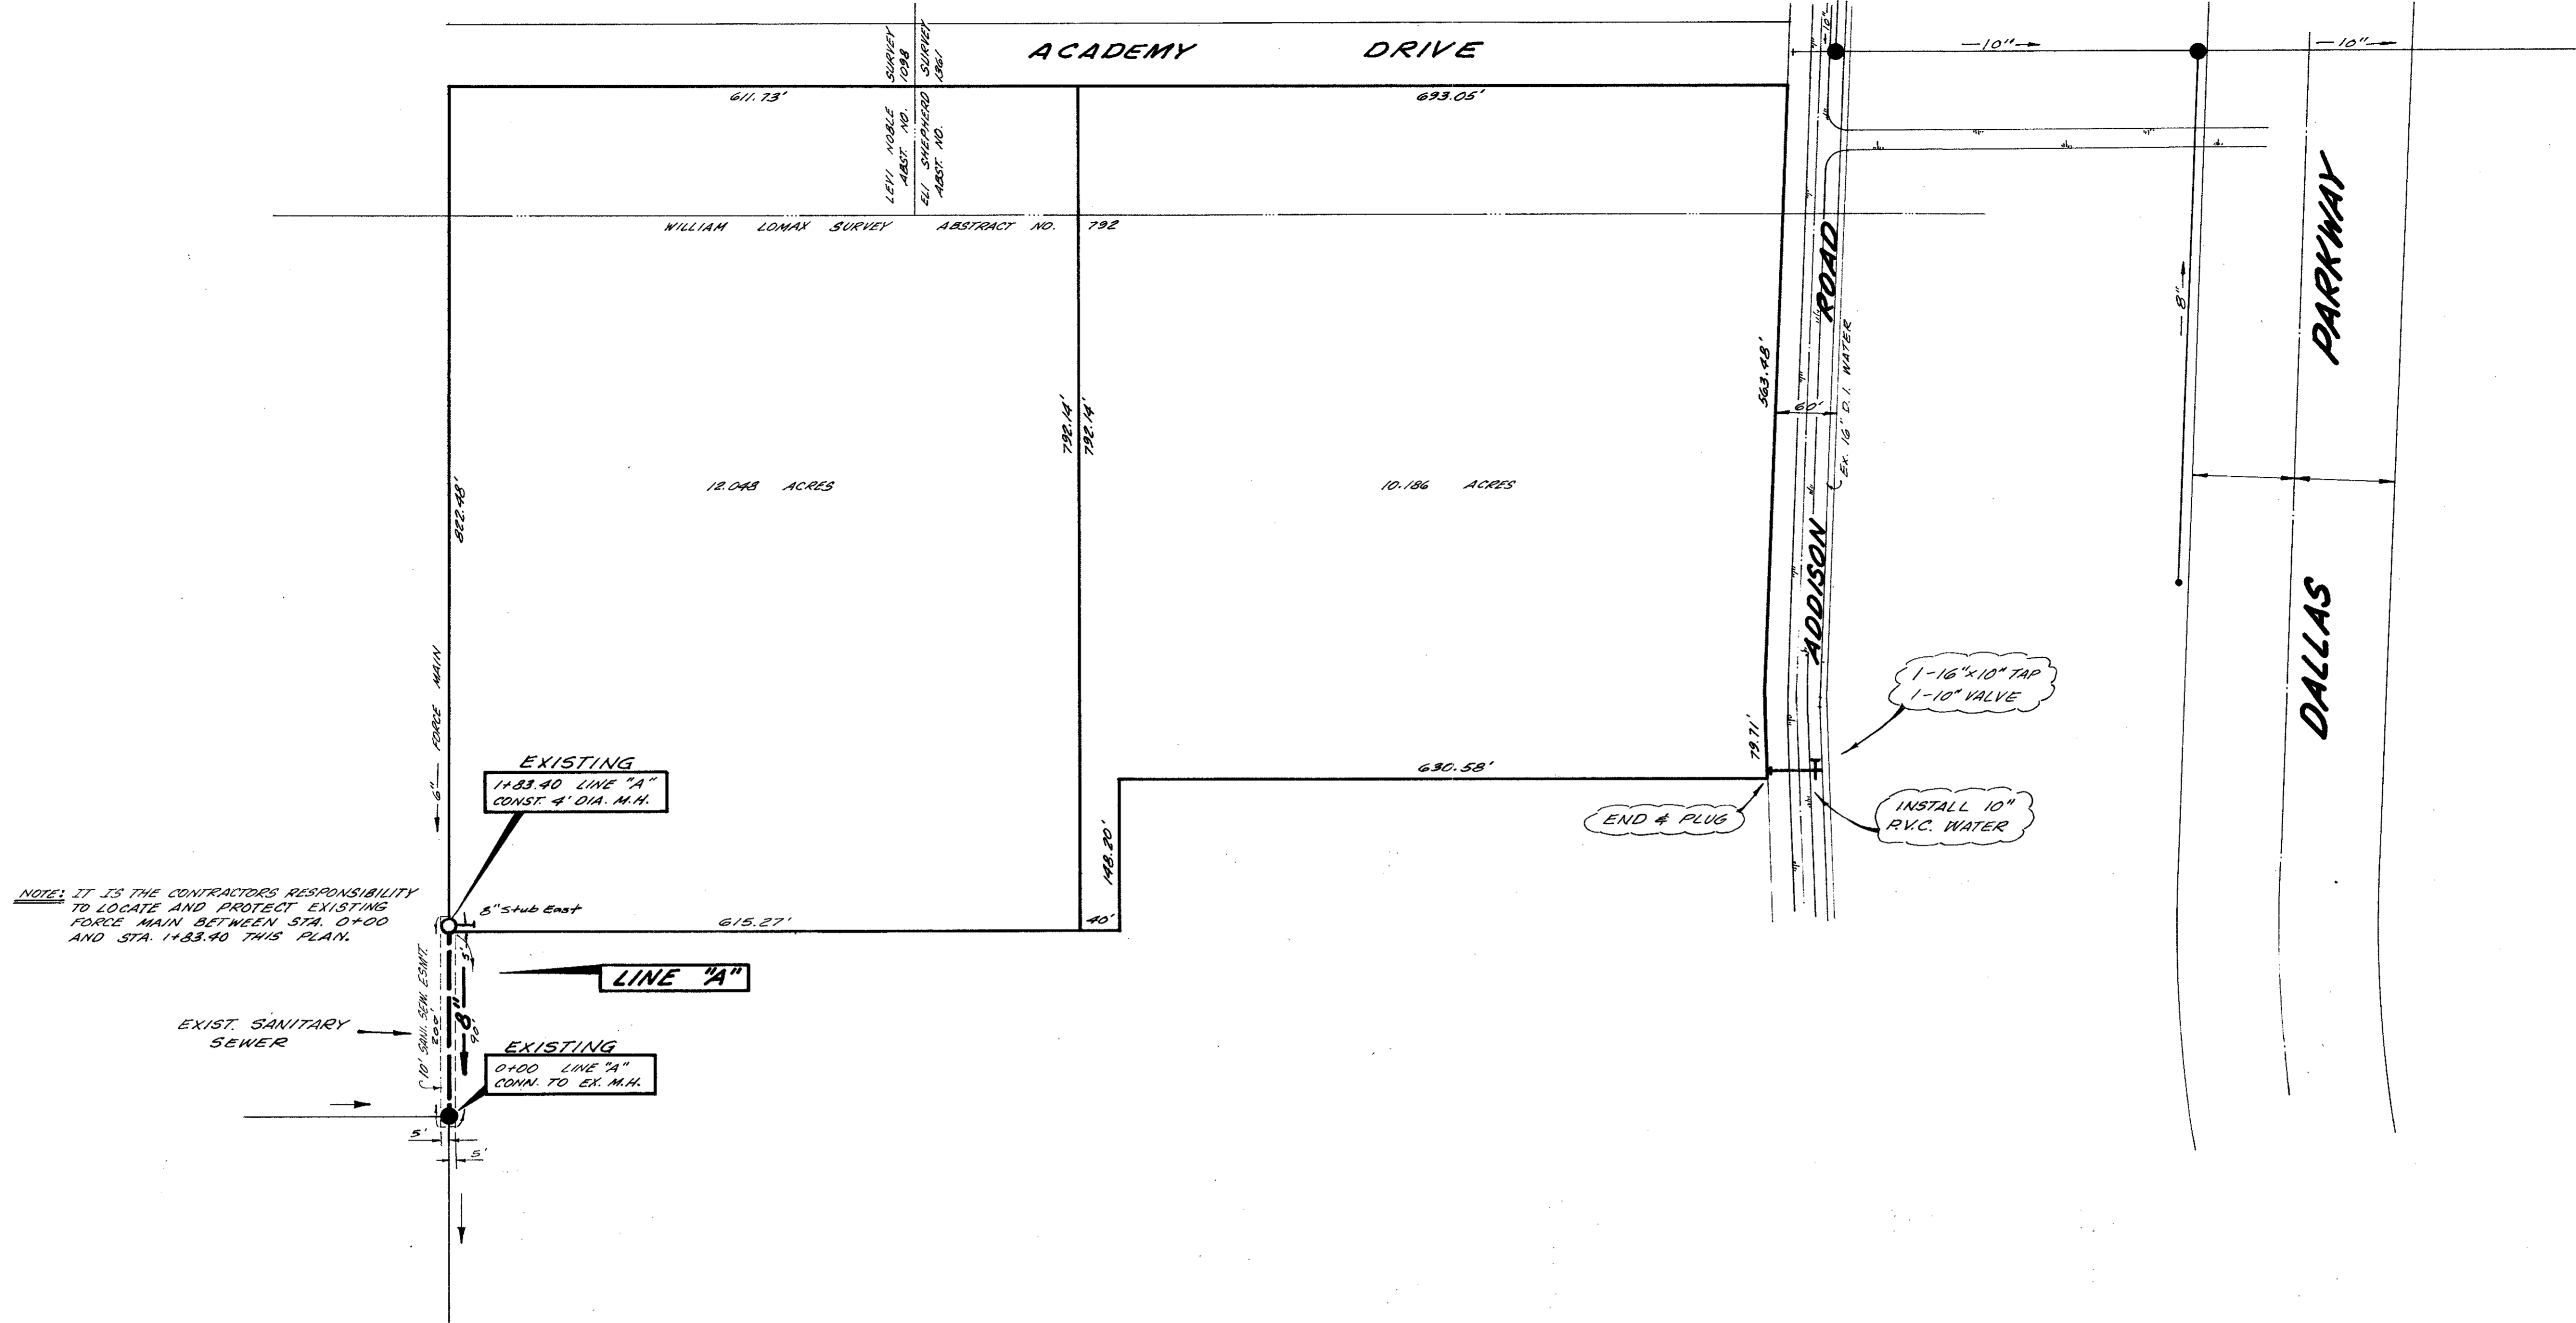 ACADEMY DRIVE
—10"—
—10"→
—10"→
611.73'
693.05'
LEVI NOBLE SURVEY
ABST. NO. 1098
ELI SHEPHERD SURVEY
ABST. NO. 1361
WILLIAM LOMAX SURVEY ABSTRACT NO. 792
ADDISON ROAD
DALLAS PARKWAY
8"
563.48'
60'
EX. 16" D.I. WATER
792.14'
792.14'
822.48'
12.048 ACRES
10.186 ACRES
6" FORCE MAIN
1-16"x10" TAP
1-10" VALVE
79.71'
630.58'
END & PLUG
INSTALL 10"
P.V.C. WATER
EXISTING
1+83.40 LINE "A"
CONST. 4' DIA. M.H.
148.20'
40'
NOTE: IT IS THE CONTRACTORS RESPONSIBILITY
TO LOCATE AND PROTECT EXISTING
FORCE MAIN BETWEEN STA. 0+00
AND STA. 1+83.40 THIS PLAN.
8" Stub East
615.27'
5'
LINE "A"
10' SANI. SEW. ESMT.
200'
8"
90'
EXIST. SANITARY
SEWER
EXISTING
0+00 LINE "A"
CONN. TO EX. M.H.
5'
5'